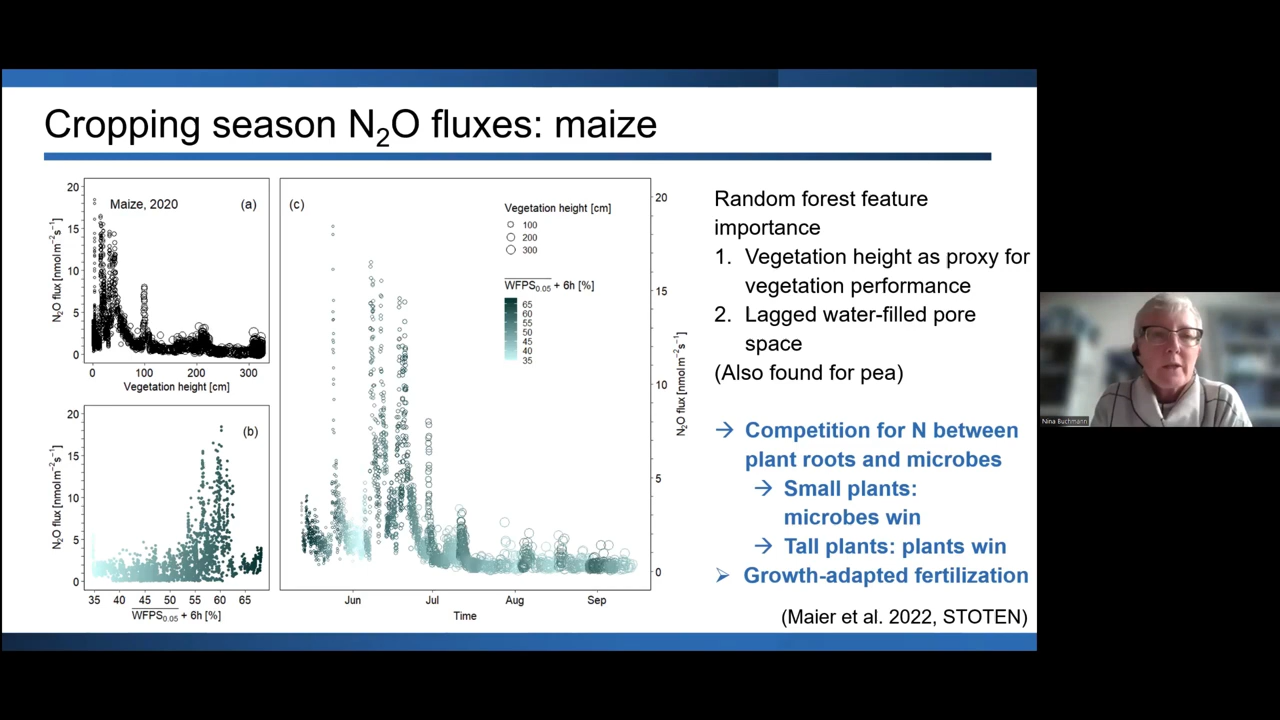 Cropping season N₂O fluxes: maize
Maize, 2020
(a)
20
15
10
5
0
N₂O flux [nmol m⁻² s⁻¹]
0
100
200
300
Vegetation height [cm]
(b)
20
15
10
5
0
N₂O flux [nmol m⁻² s⁻¹]
35
40
45
50
55
60
65
WFPS₀.₀₅ + 6h [%]
(c)
Vegetation height [cm]
100
200
300
WFPS₀.₀₅ + 6h [%]
65
60
55
50
45
40
35
20
15
10
5
0
N₂O flux [nmol m⁻² s⁻¹]
Jun
Jul
Aug
Sep
Time
Random forest feature
importance
1. Vegetation height as proxy for
vegetation performance
2. Lagged water-filled pore
space
(Also found for pea)
→ Competition for N between
plant roots and microbes
→ Small plants:
microbes win
→ Tall plants: plants win
➢ Growth-adapted fertilization
(Maier et al. 2022, STOTEN)
Nina Buchmann